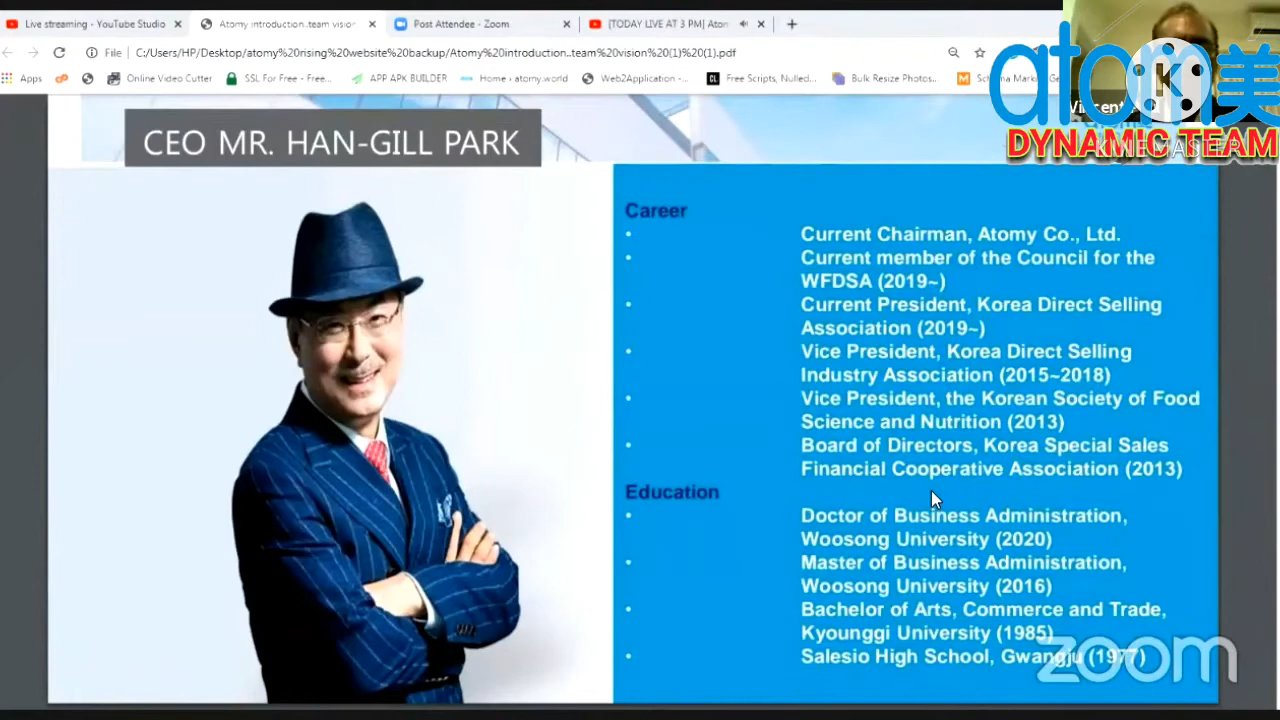 Live streaming - YouTube Studio
Atomy introduction..team vision
Post Attendee - Zoom
[TODAY LIVE AT 3 PM] Atom
File
C:/Users/HP/Desktop/atomy%20rising%20website%20backup/Atomy%20introduction..team%20vision%20(1)%20(1).pdf
Apps
Online Video Cutter
SSL For Free - Free...
APP APK BUILDER
Home › atomy.world
Web2Application -...
Free Scripts, Nulled...
Bulk Resize Photos...
atom美
K
Vincent
DYNAMIC TEAM
KINEMASTER
CEO MR. HAN-GILL PARK
Career
• Current Chairman, Atomy Co., Ltd.
• Current member of the Council for the
WFDSA (2019~)
• Current President, Korea Direct Selling
Association (2019~)
• Vice President, Korea Direct Selling
Industry Association (2015~2018)
• Vice President, the Korean Society of Food
Science and Nutrition (2013)
• Board of Directors, Korea Special Sales
Financial Cooperative Association (2013)
Education
• Doctor of Business Administration,
Woosong University (2020)
• Master of Business Administration,
Woosong University (2016)
• Bachelor of Arts, Commerce and Trade,
Kyounggi University (1985)
• Salesio High School, Gwangju (1977)
zoom